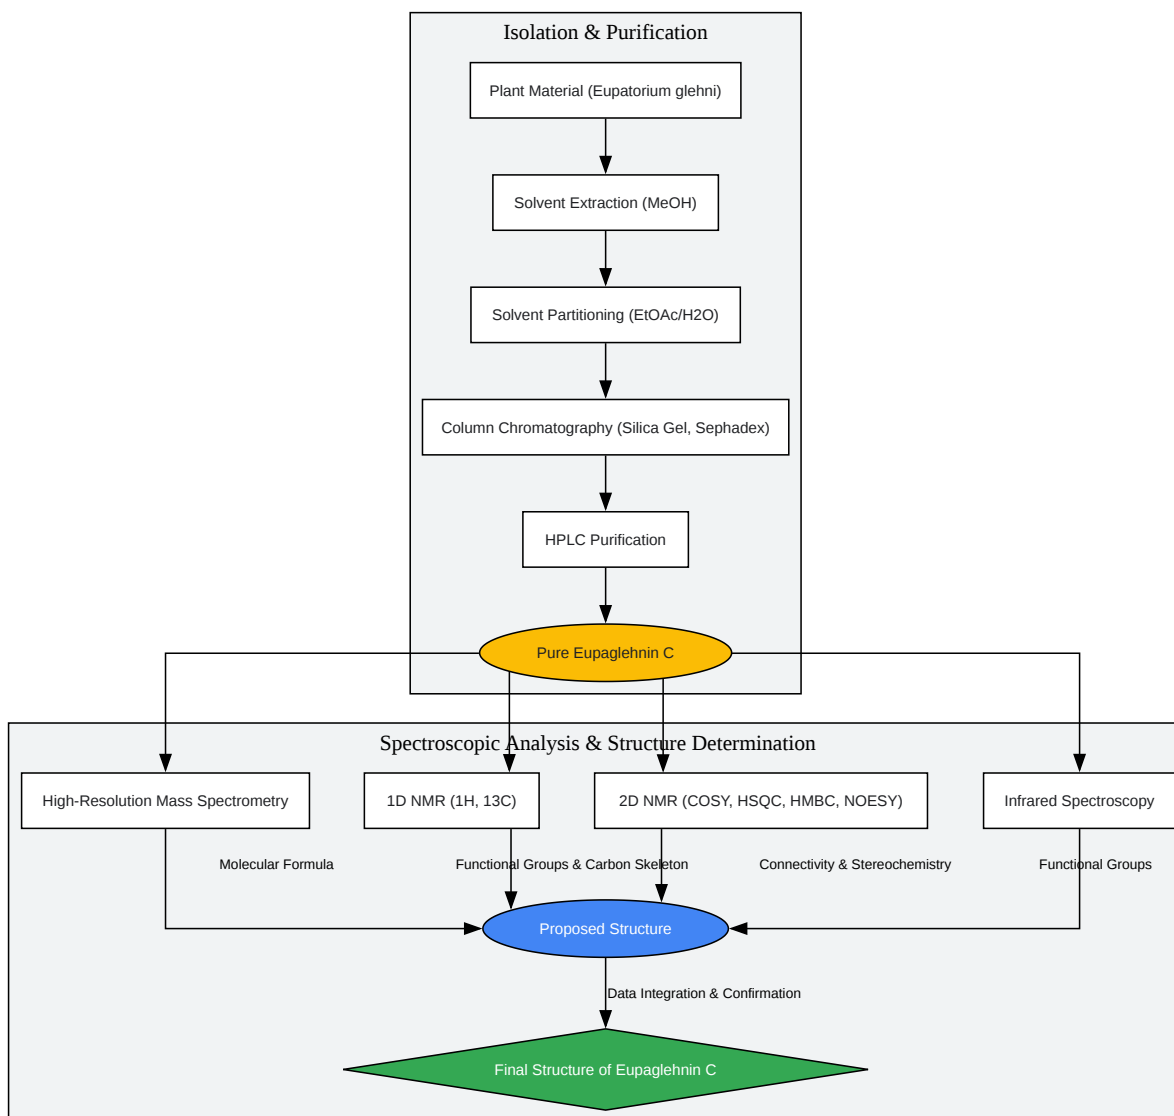 Isolation & Purification
Plant Material (Eupatorium glehni)
Solvent Extraction (MeOH)
Solvent Partitioning (EtOAc/H2O)
Column Chromatography (Silica Gel, Sephadex)
HPLC Purification
Pure Eupaglehnin C
Spectroscopic Analysis & Structure Determination
High-Resolution Mass Spectrometry
1D NMR (1H, 13C)
2D NMR (COSY, HSQC, HMBC, NOESY)
Infrared Spectroscopy
Molecular Formula
Functional Groups & Carbon Skeleton
Connectivity & Stereochemistry
Functional Groups
Proposed Structure
Data Integration & Confirmation
Final Structure of Eupaglehnin C